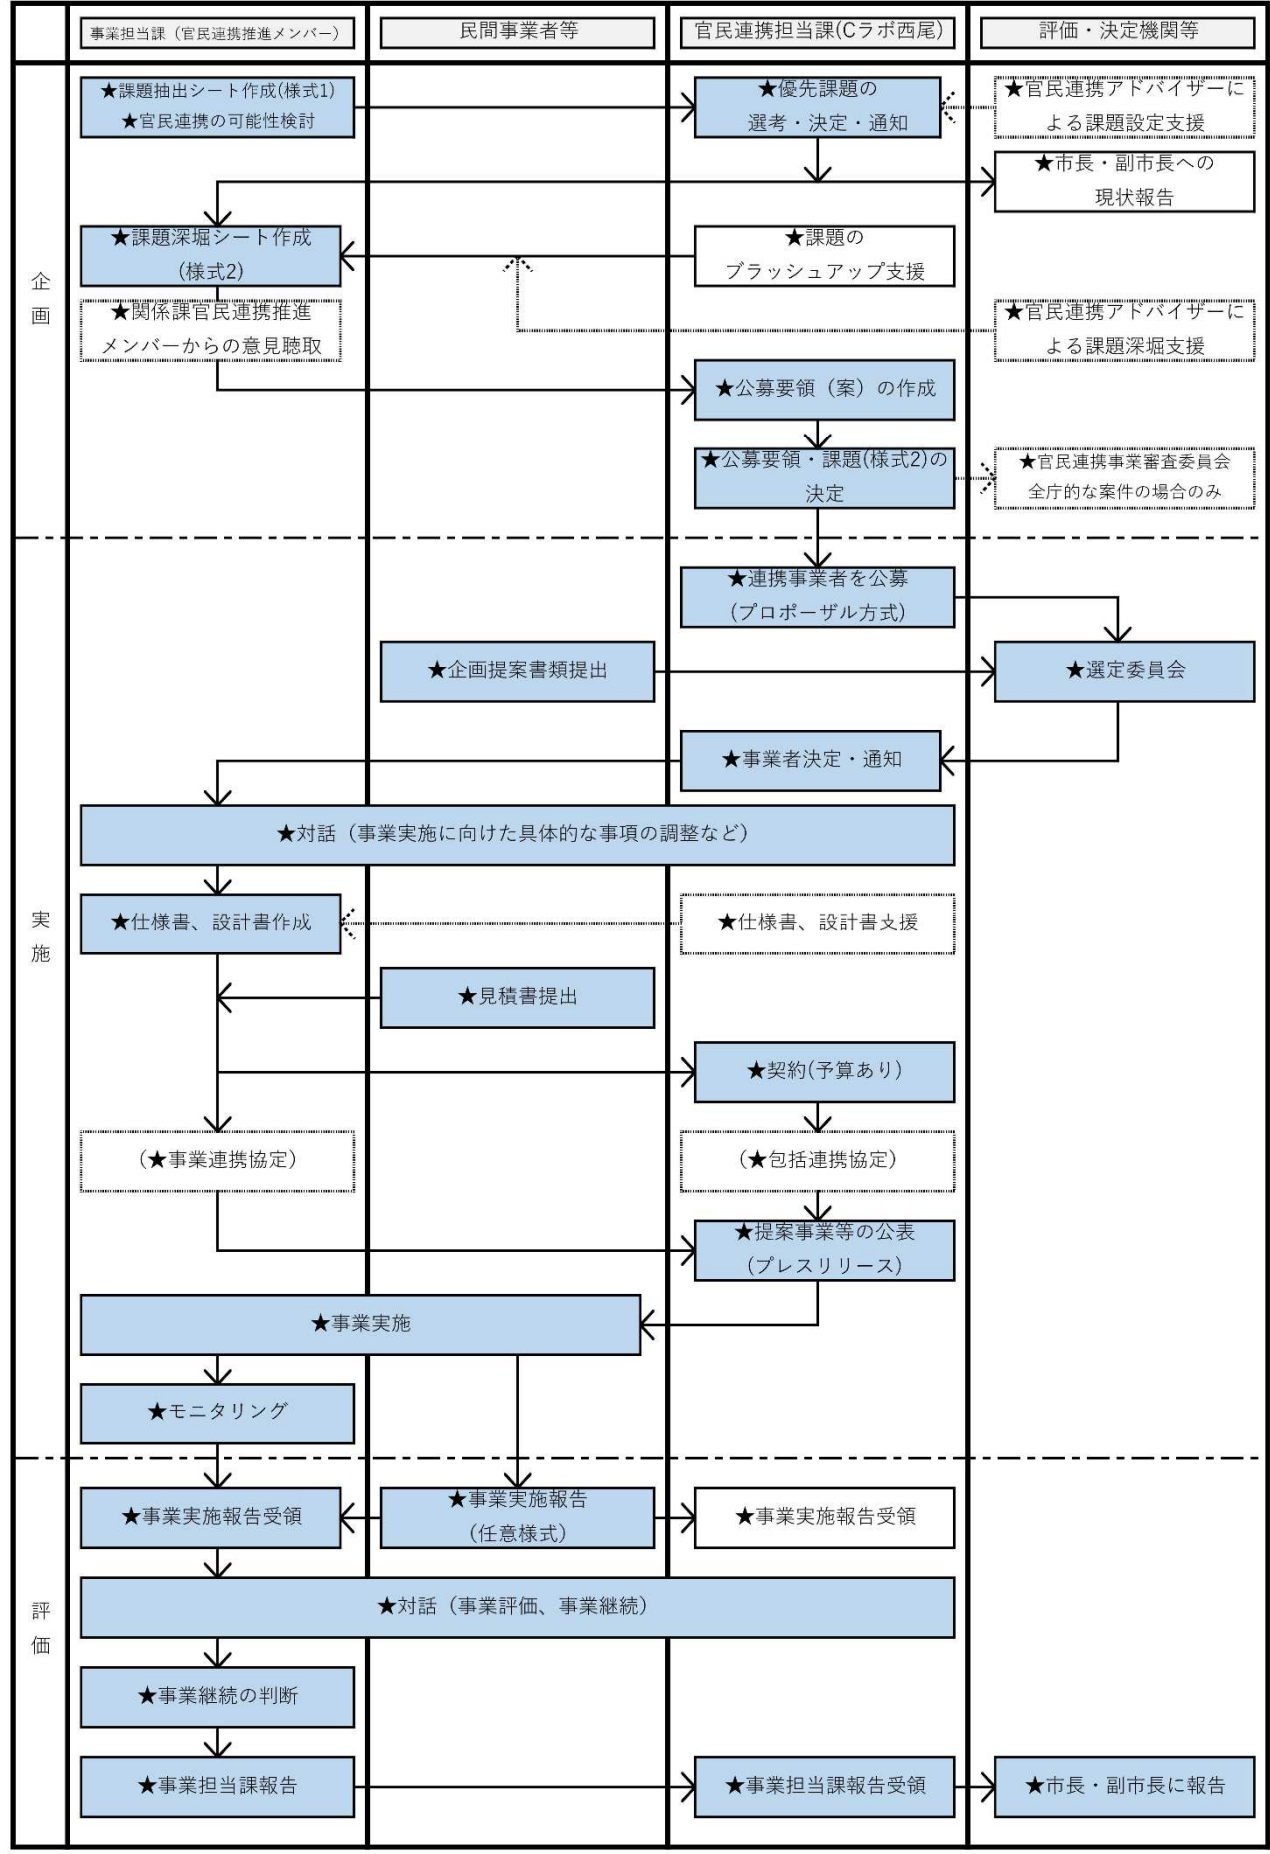 事業担当課（官民連携推進メンバー）
民間事業者等
官民連携担当課(Cラボ西尾)
評価・決定機関等
企
画
★課題抽出シート作成(様式1)
★官民連携の可能性検討
★優先課題の
選考・決定・通知
★官民連携アドバイザーに
よる課題設定支援
★市長・副市長への
現状報告
★課題深堀シート作成
(様式2)
★課題の
ブラッシュアップ支援
★関係課官民連携推進
メンバーからの意見聴取
★官民連携アドバイザーに
よる課題深堀支援
★公募要領（案）の作成
★公募要領・課題(様式2)の
決定
★官民連携事業審査委員会
全庁的な案件の場合のみ
実
施
★連携事業者を公募
(プロポーザル方式)
★企画提案書類提出
★選定委員会
★事業者決定・通知
★対話（事業実施に向けた具体的な事項の調整など）
★仕様書、設計書作成
★仕様書、設計書支援
★見積書提出
★契約(予算あり)
(★事業連携協定)
(★包括連携協定)
★提案事業等の公表
(プレスリリース)
★事業実施
★モニタリング
評
価
★事業実施報告受領
★事業実施報告
(任意様式)
★事業実施報告受領
★対話（事業評価、事業継続）
★事業継続の判断
★事業担当課報告
★事業担当課報告受領
★市長・副市長に報告